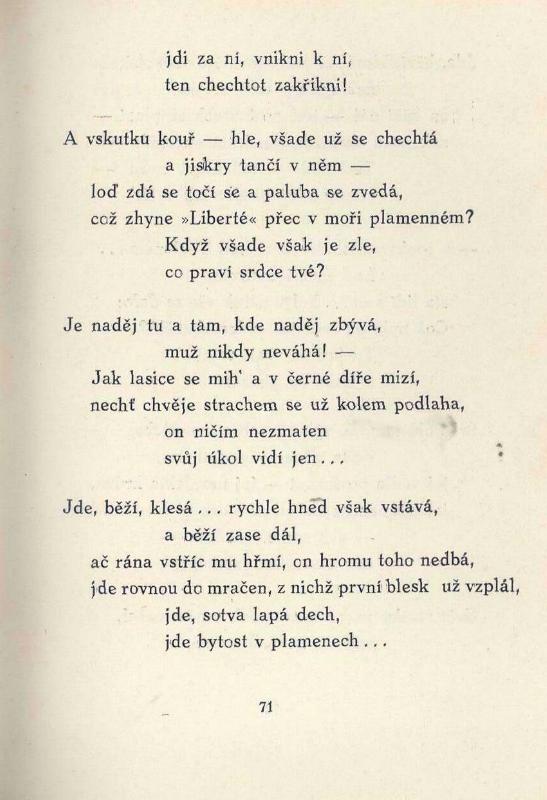 jdi za ní, vnikni k ní,
ten chechtot zakřikni!
A vskutku kouř — hle, všade už se chechtá
a jiskry tančí v něm —
loď zdá se točí se a paluba se zvedá,
což zhyne »Liberté« přec v moři plamenném?
Když všade však je zle,
co praví srdce tvé?
Je naděj tu a tam, kde naděj zbývá,
muž nikdy neváhá! —
Jak lasice se mih' a v černé díře mizí,
nechť chvěje strachem se už kolem podlaha,
on ničím nezmaten
svůj úkol vidí jen...
Jde, běží, klesá... rychle hned však vstává,
a běží zase dál,
ač rána vstříc mu hřmí, on hromu toho nedbá,
jde rovnou do mračen, z nichž první blesk už vzplál,
jde, sotva lapá dech,
jde bytost v plamenech...
71